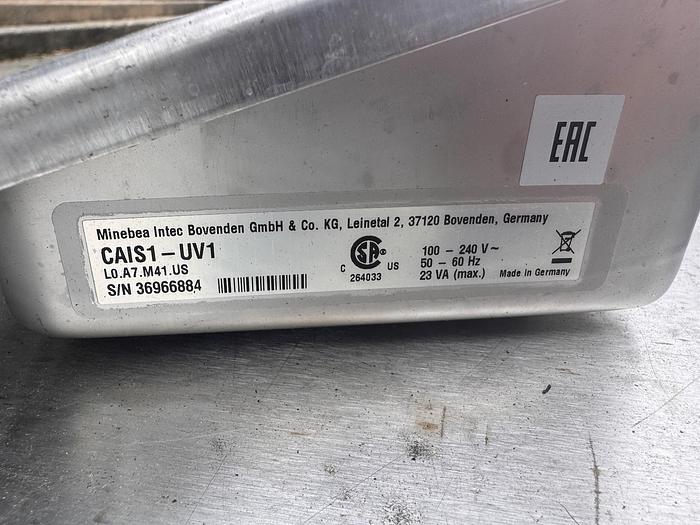 EAC
Minebea Intec Bovenden GmbH & Co. KG, Leinetal 2, 37120 Bovenden, Germany
CAIS1-UV1
L0.A7.M41.US
S/N 36966884
CSA®
C US
264033
100 - 240 V~
50 - 60 Hz
23 VA (max.)
Made in Germany